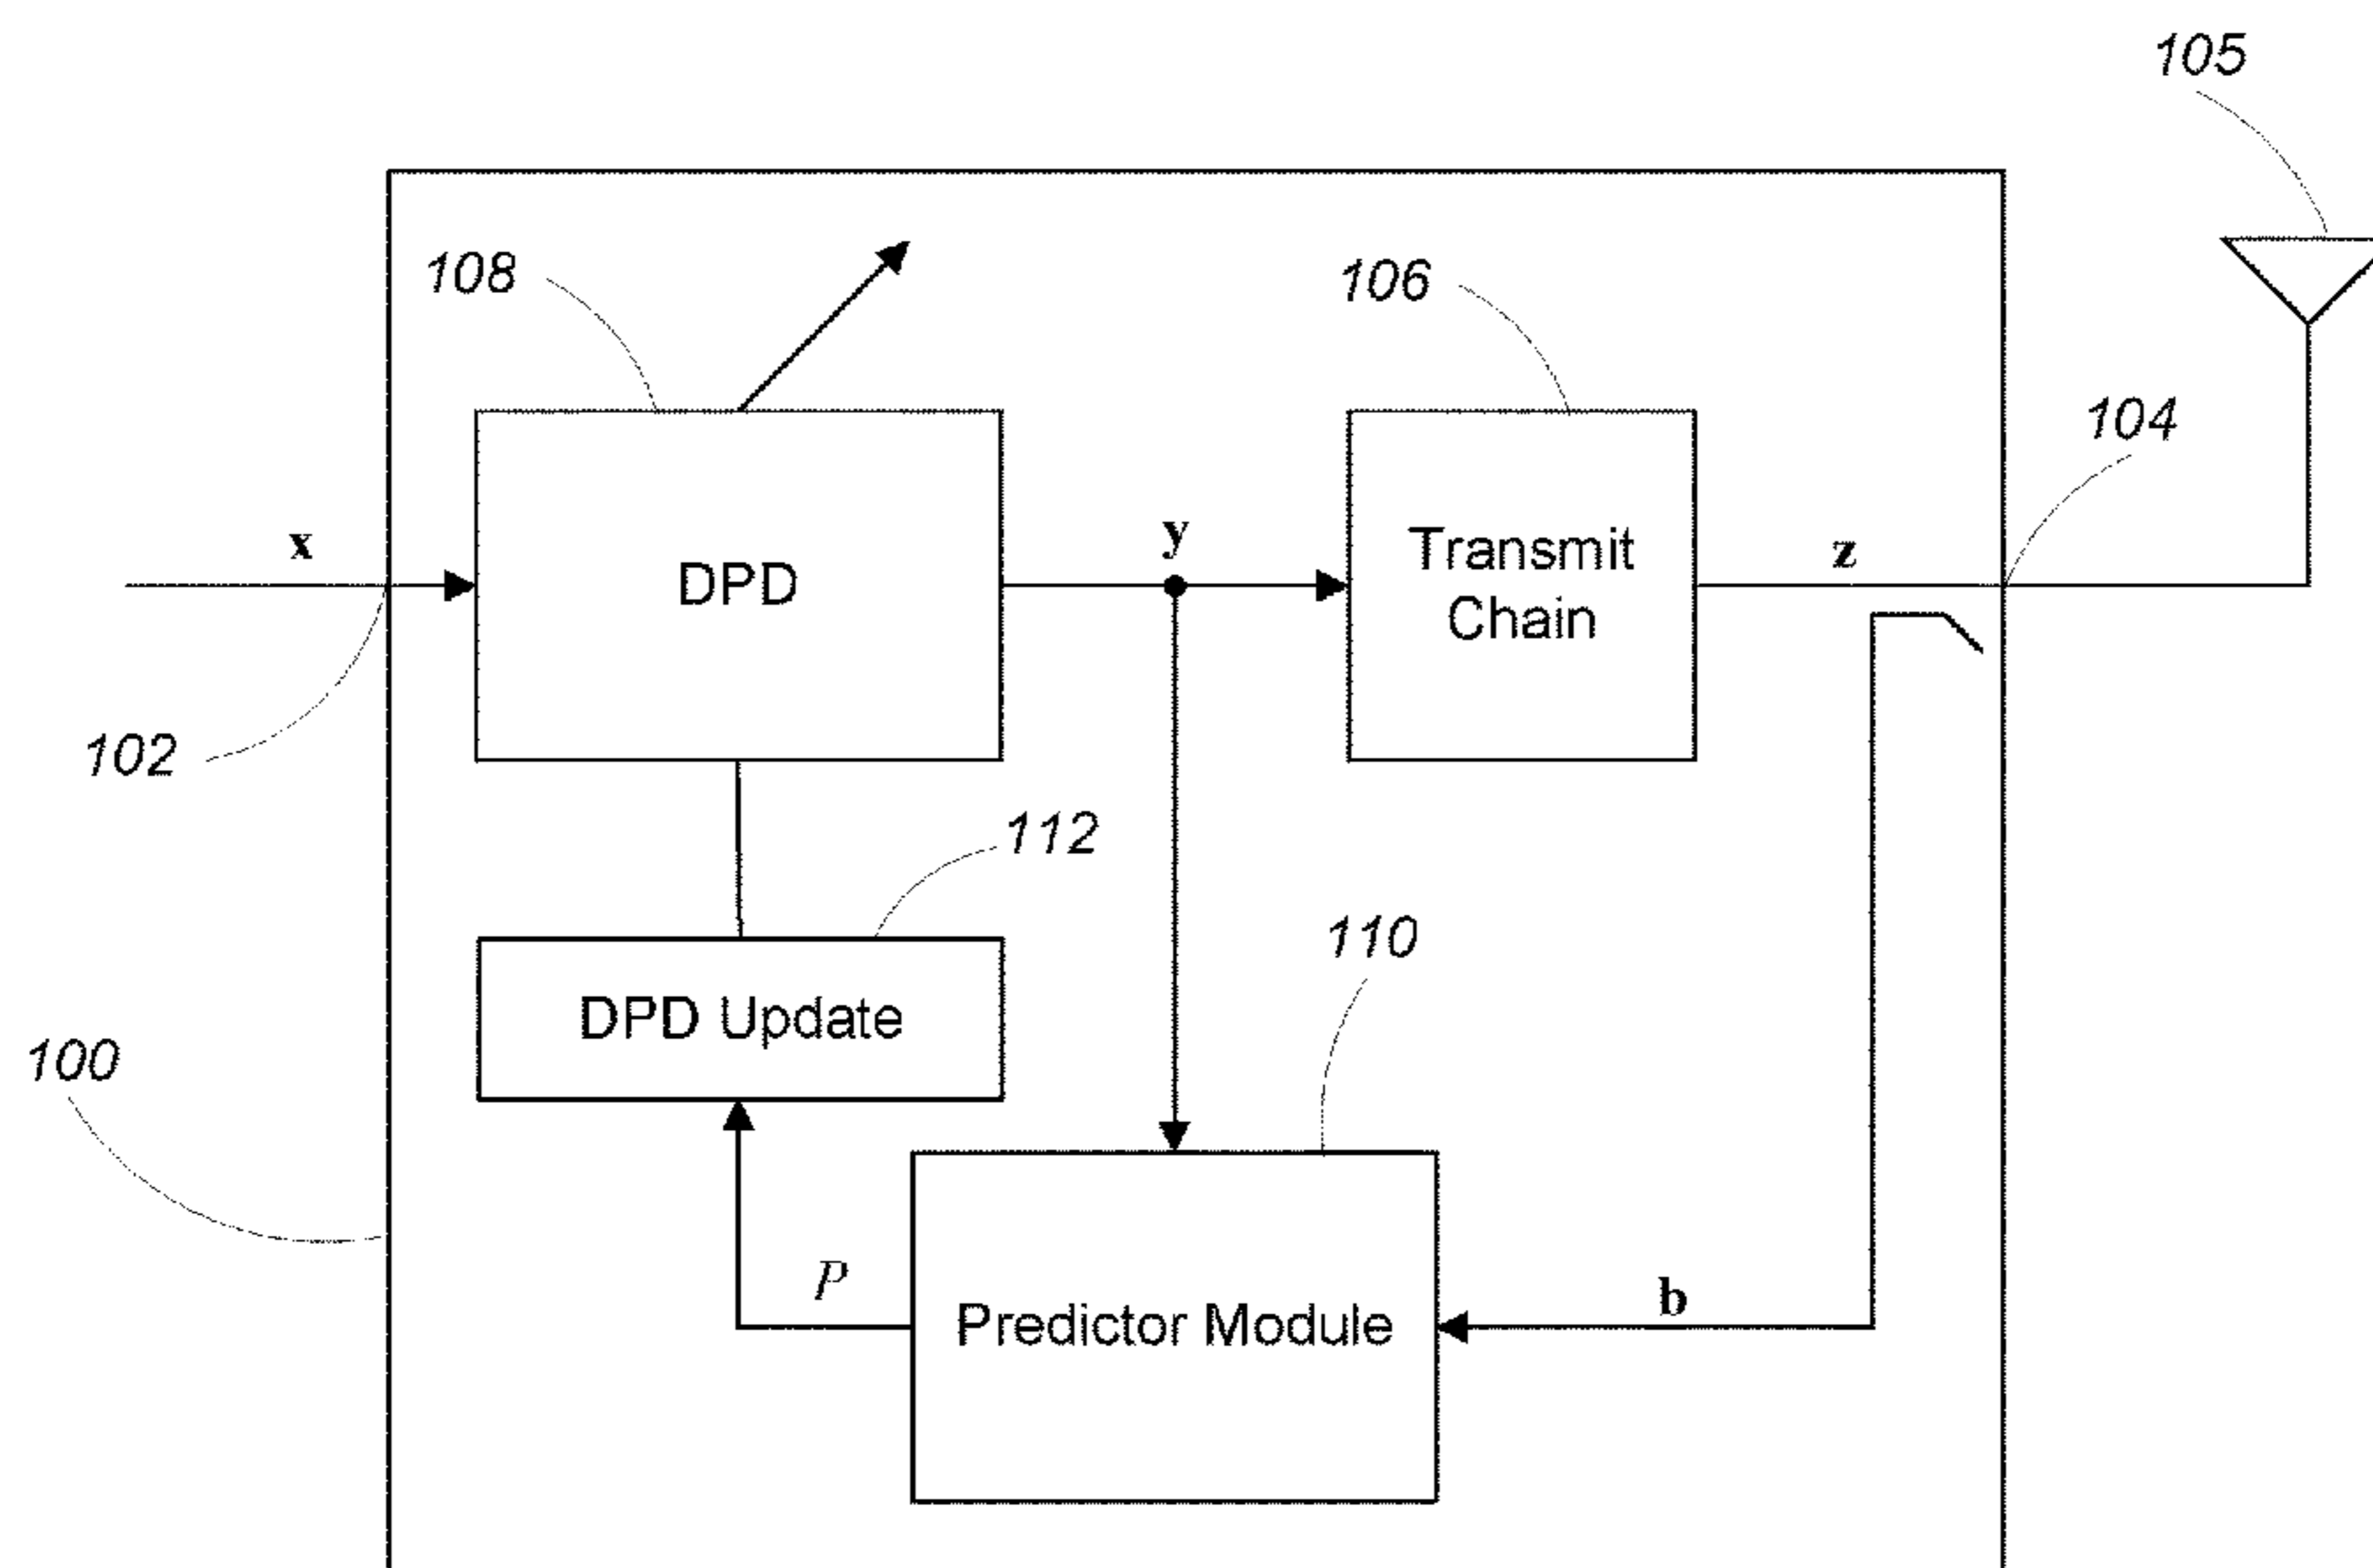 105
108
106
104
x
DPD
y
Transmit
Chain
z
102
112
110
DPD Update
100
P
Predictor Module
b